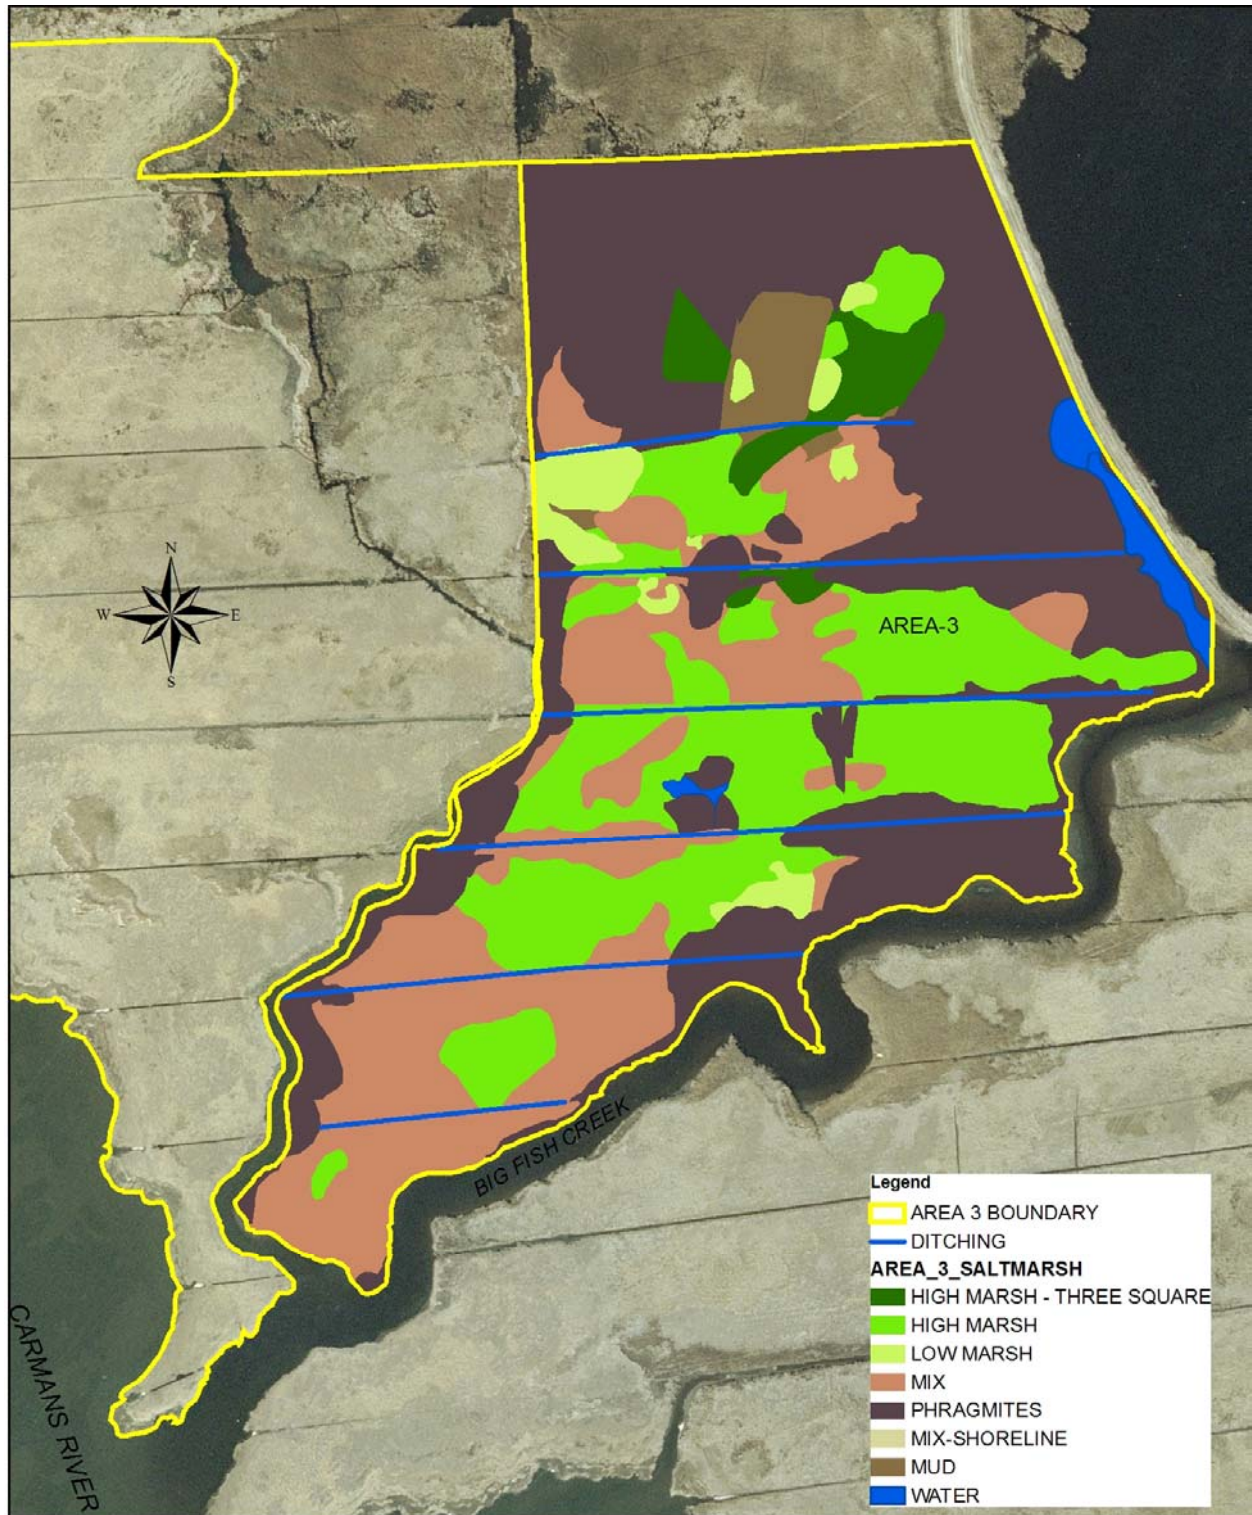 N
W E
S
AREA-3
BIG FISH CREEK
CARMANS RIVER
Legend
AREA 3 BOUNDARY
DITCHING
AREA_3_SALTMARSH
HIGH MARSH - THREE SQUARE
HIGH MARSH
LOW MARSH
MIX
PHRAGMITES
MIX-SHORELINE
MUD
WATER